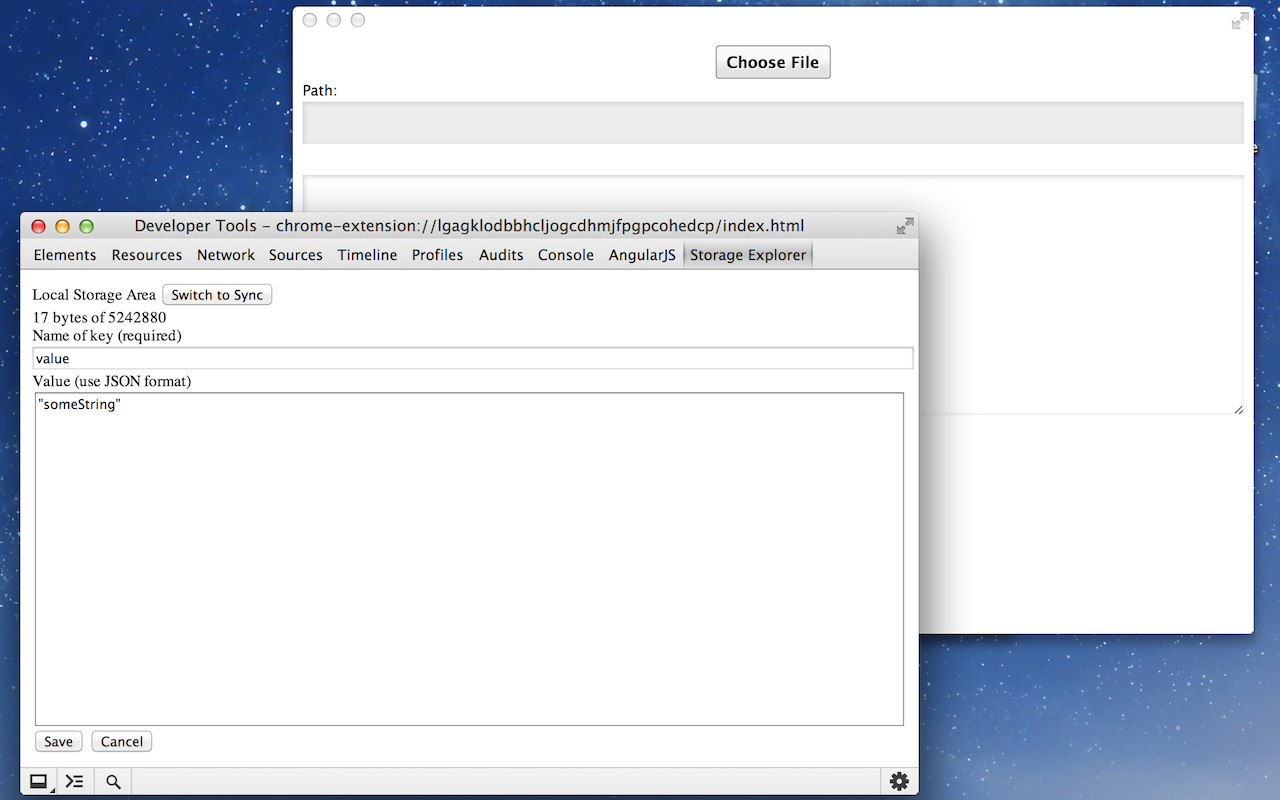 Choose File
Path:
e
Developer Tools – chrome-extension://lgagklodbbhcljogcdhmjfpgpcohedcp/index.html
Elements Resources Network Sources Timeline Profiles Audits Console AngularJS Storage Explorer
Local Storage Area Switch to Sync
17 bytes of 5242880
Name of key (required)
value
Value (use JSON format)
"someString"
Save Cancel